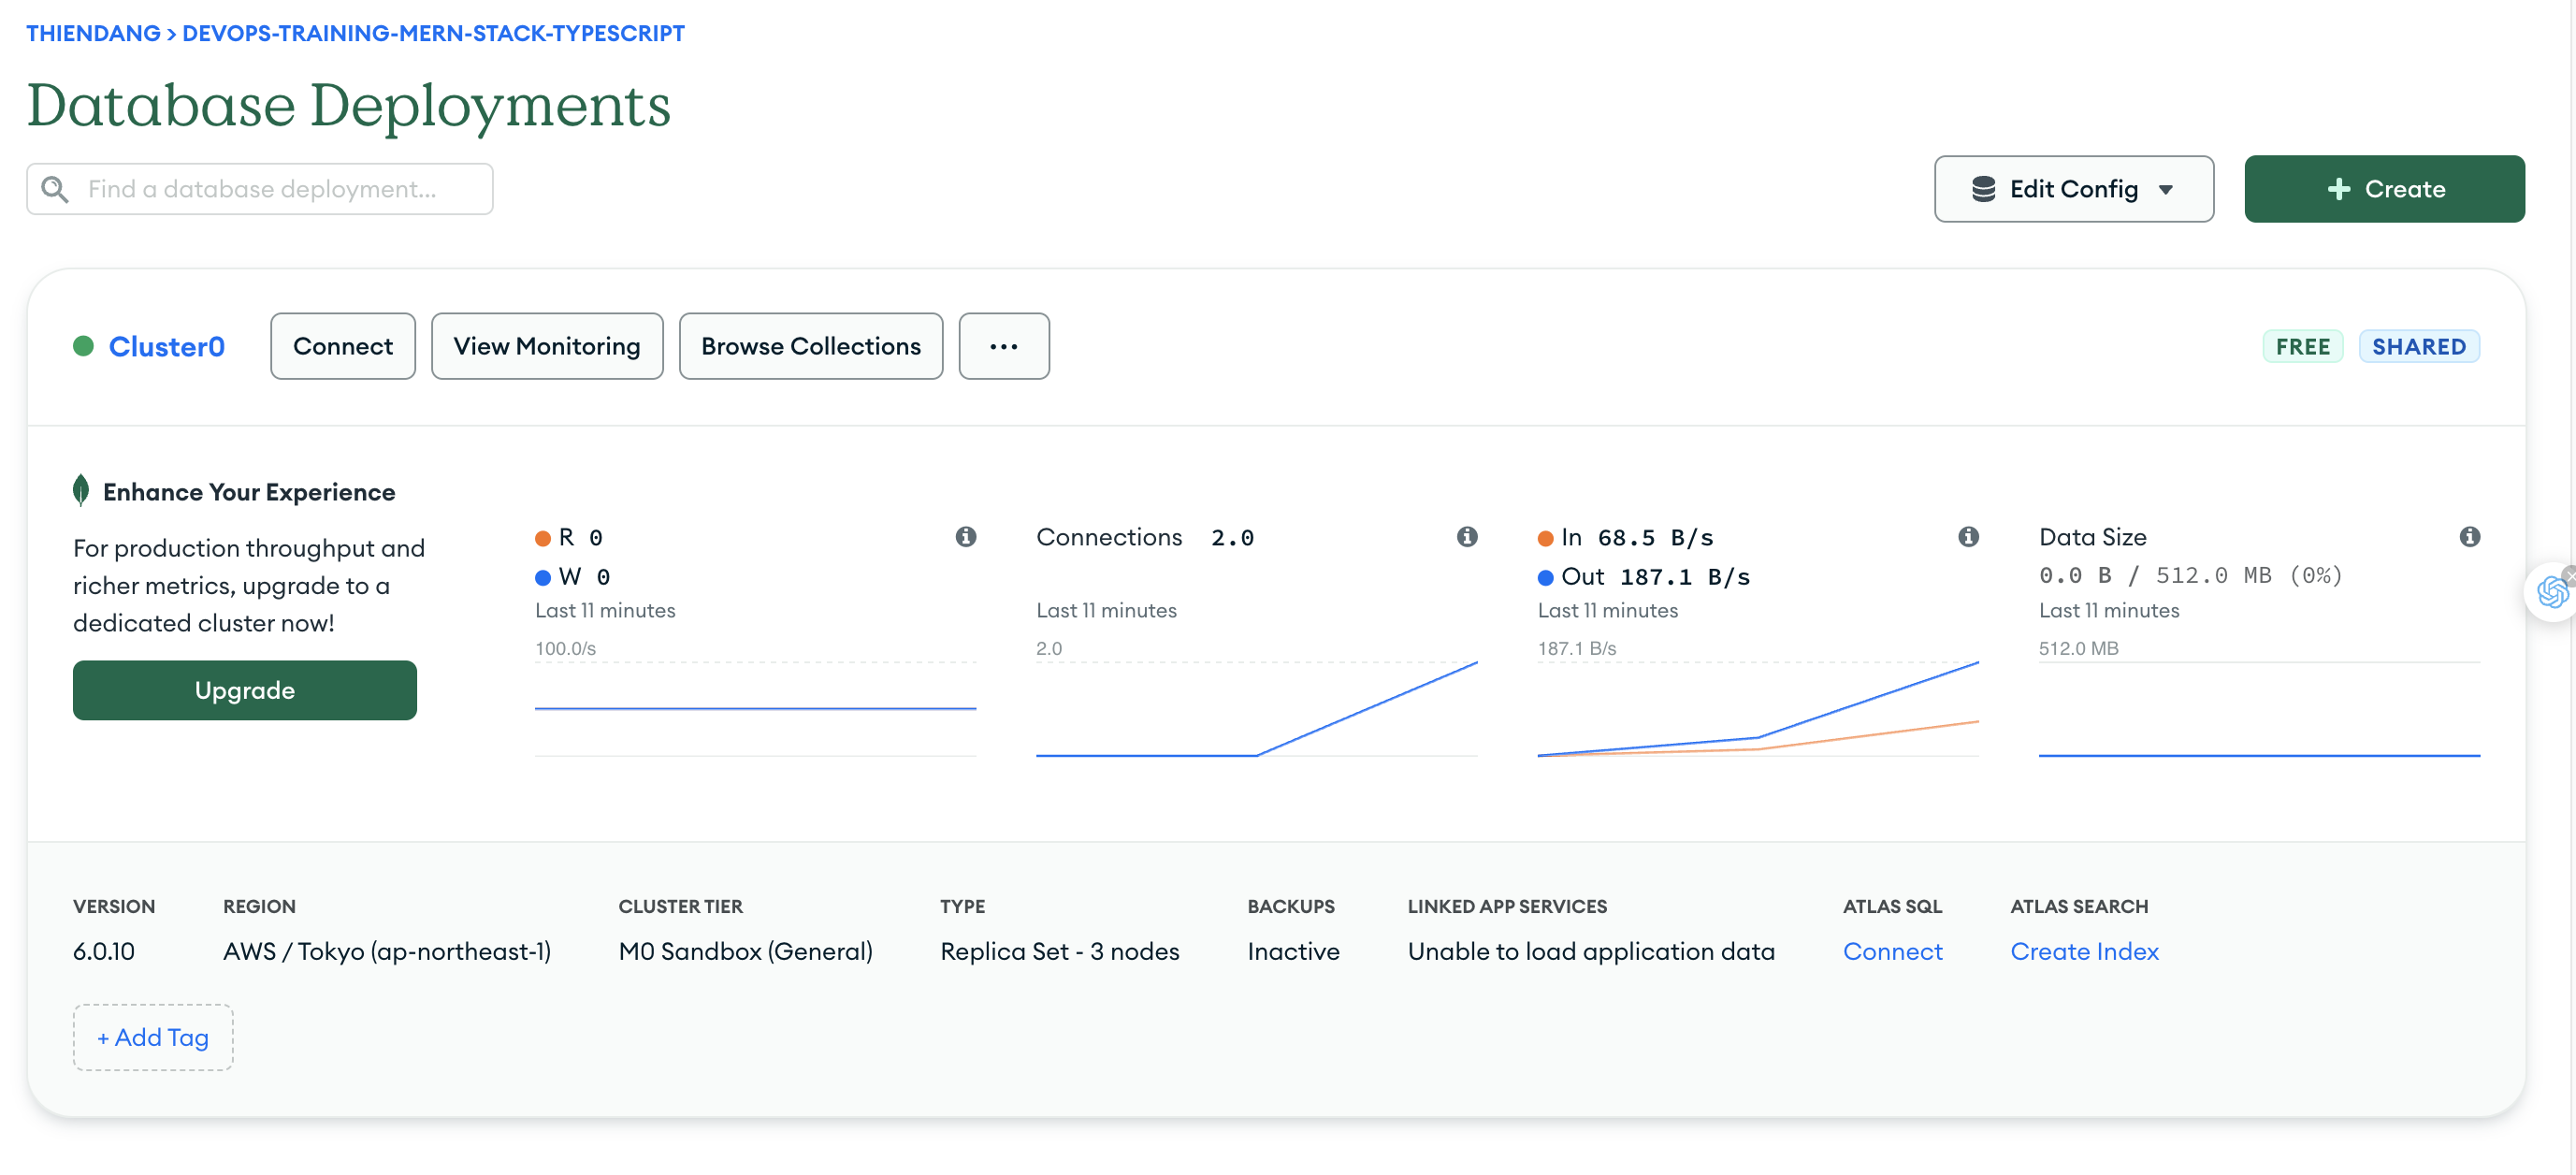 THIENDANG > DEVOPS-TRAINING-MERN-STACK-TYPESCRIPT
Database Deployments
Find a database deployment...
Edit Config
+ Create
Cluster0
Connect
View Monitoring
Browse Collections
...
FREE
SHARED
Enhance Your Experience
For production throughput and
richer metrics, upgrade to a
dedicated cluster now!
Upgrade
R 0
W 0
Last 11 minutes
100.0/s
Connections 2.0
Last 11 minutes
2.0
In 68.5 B/s
Out 187.1 B/s
Last 11 minutes
187.1 B/s
Data Size
0.0 B / 512.0 MB (0%)
Last 11 minutes
512.0 MB
VERSION
6.0.10
REGION
AWS / Tokyo (ap-northeast-1)
CLUSTER TIER
M0 Sandbox (General)
TYPE
Replica Set - 3 nodes
BACKUPS
Inactive
LINKED APP SERVICES
Unable to load application data
ATLAS SQL
Connect
ATLAS SEARCH
Create Index
+ Add Tag